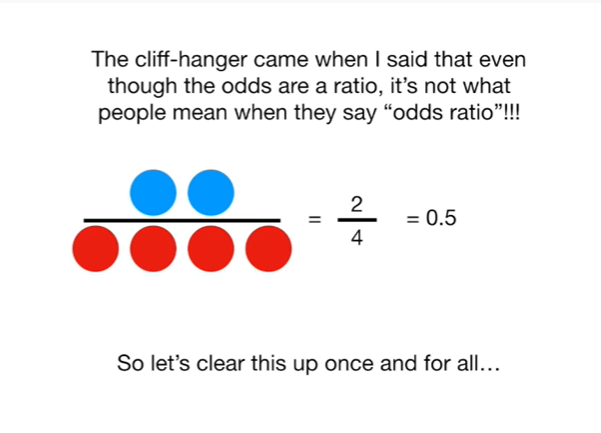 The cliff-hanger came when I said that even
though the odds are a ratio, it’s not what
people mean when they say “odds ratio”!!!
= 2/4 = 0.5
So let’s clear this up once and for all…